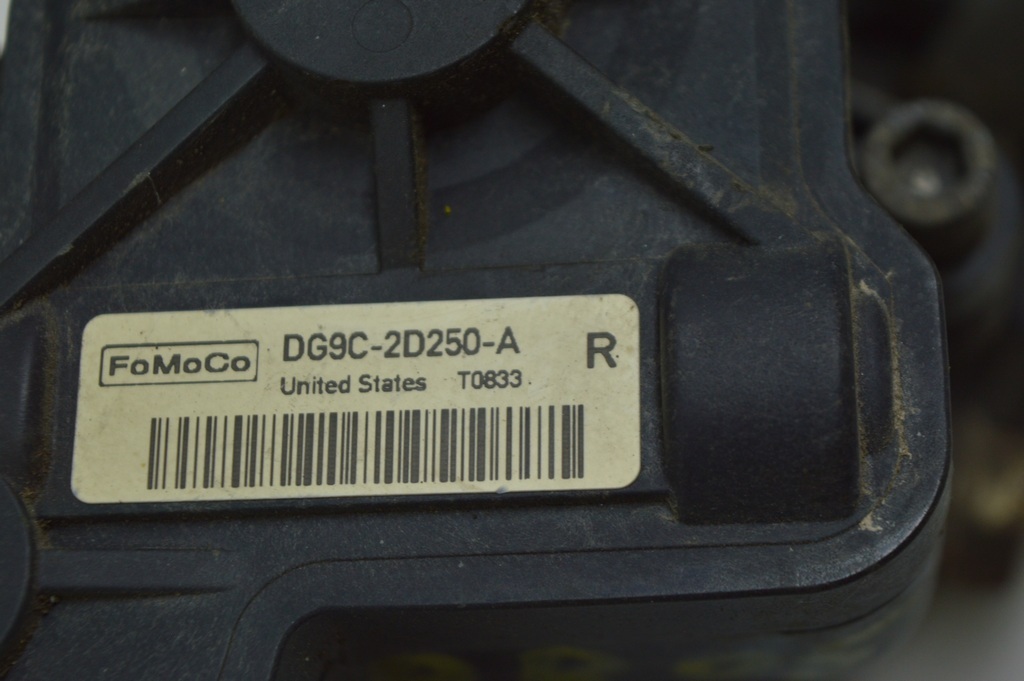 FoMoCo DG9C-2D250-A R
United States T0833